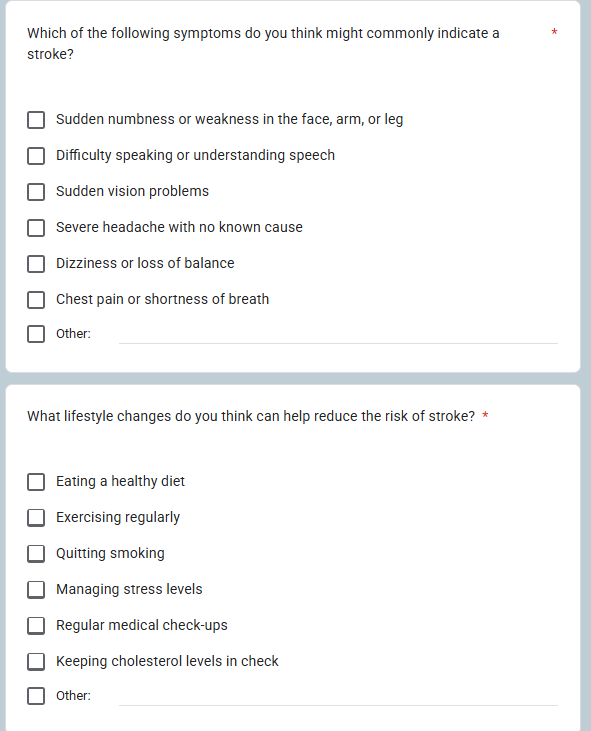 Which of the following symptoms do you think might commonly indicate a *
stroke?
Sudden numbness or weakness in the face, arm, or leg
Difficulty speaking or understanding speech
Sudden vision problems
Severe headache with no known cause
Dizziness or loss of balance
Chest pain or shortness of breath
Other:
What lifestyle changes do you think can help reduce the risk of stroke? *
Eating a healthy diet
Exercising regularly
Quitting smoking
Managing stress levels
Regular medical check-ups
Keeping cholesterol levels in check
Other: